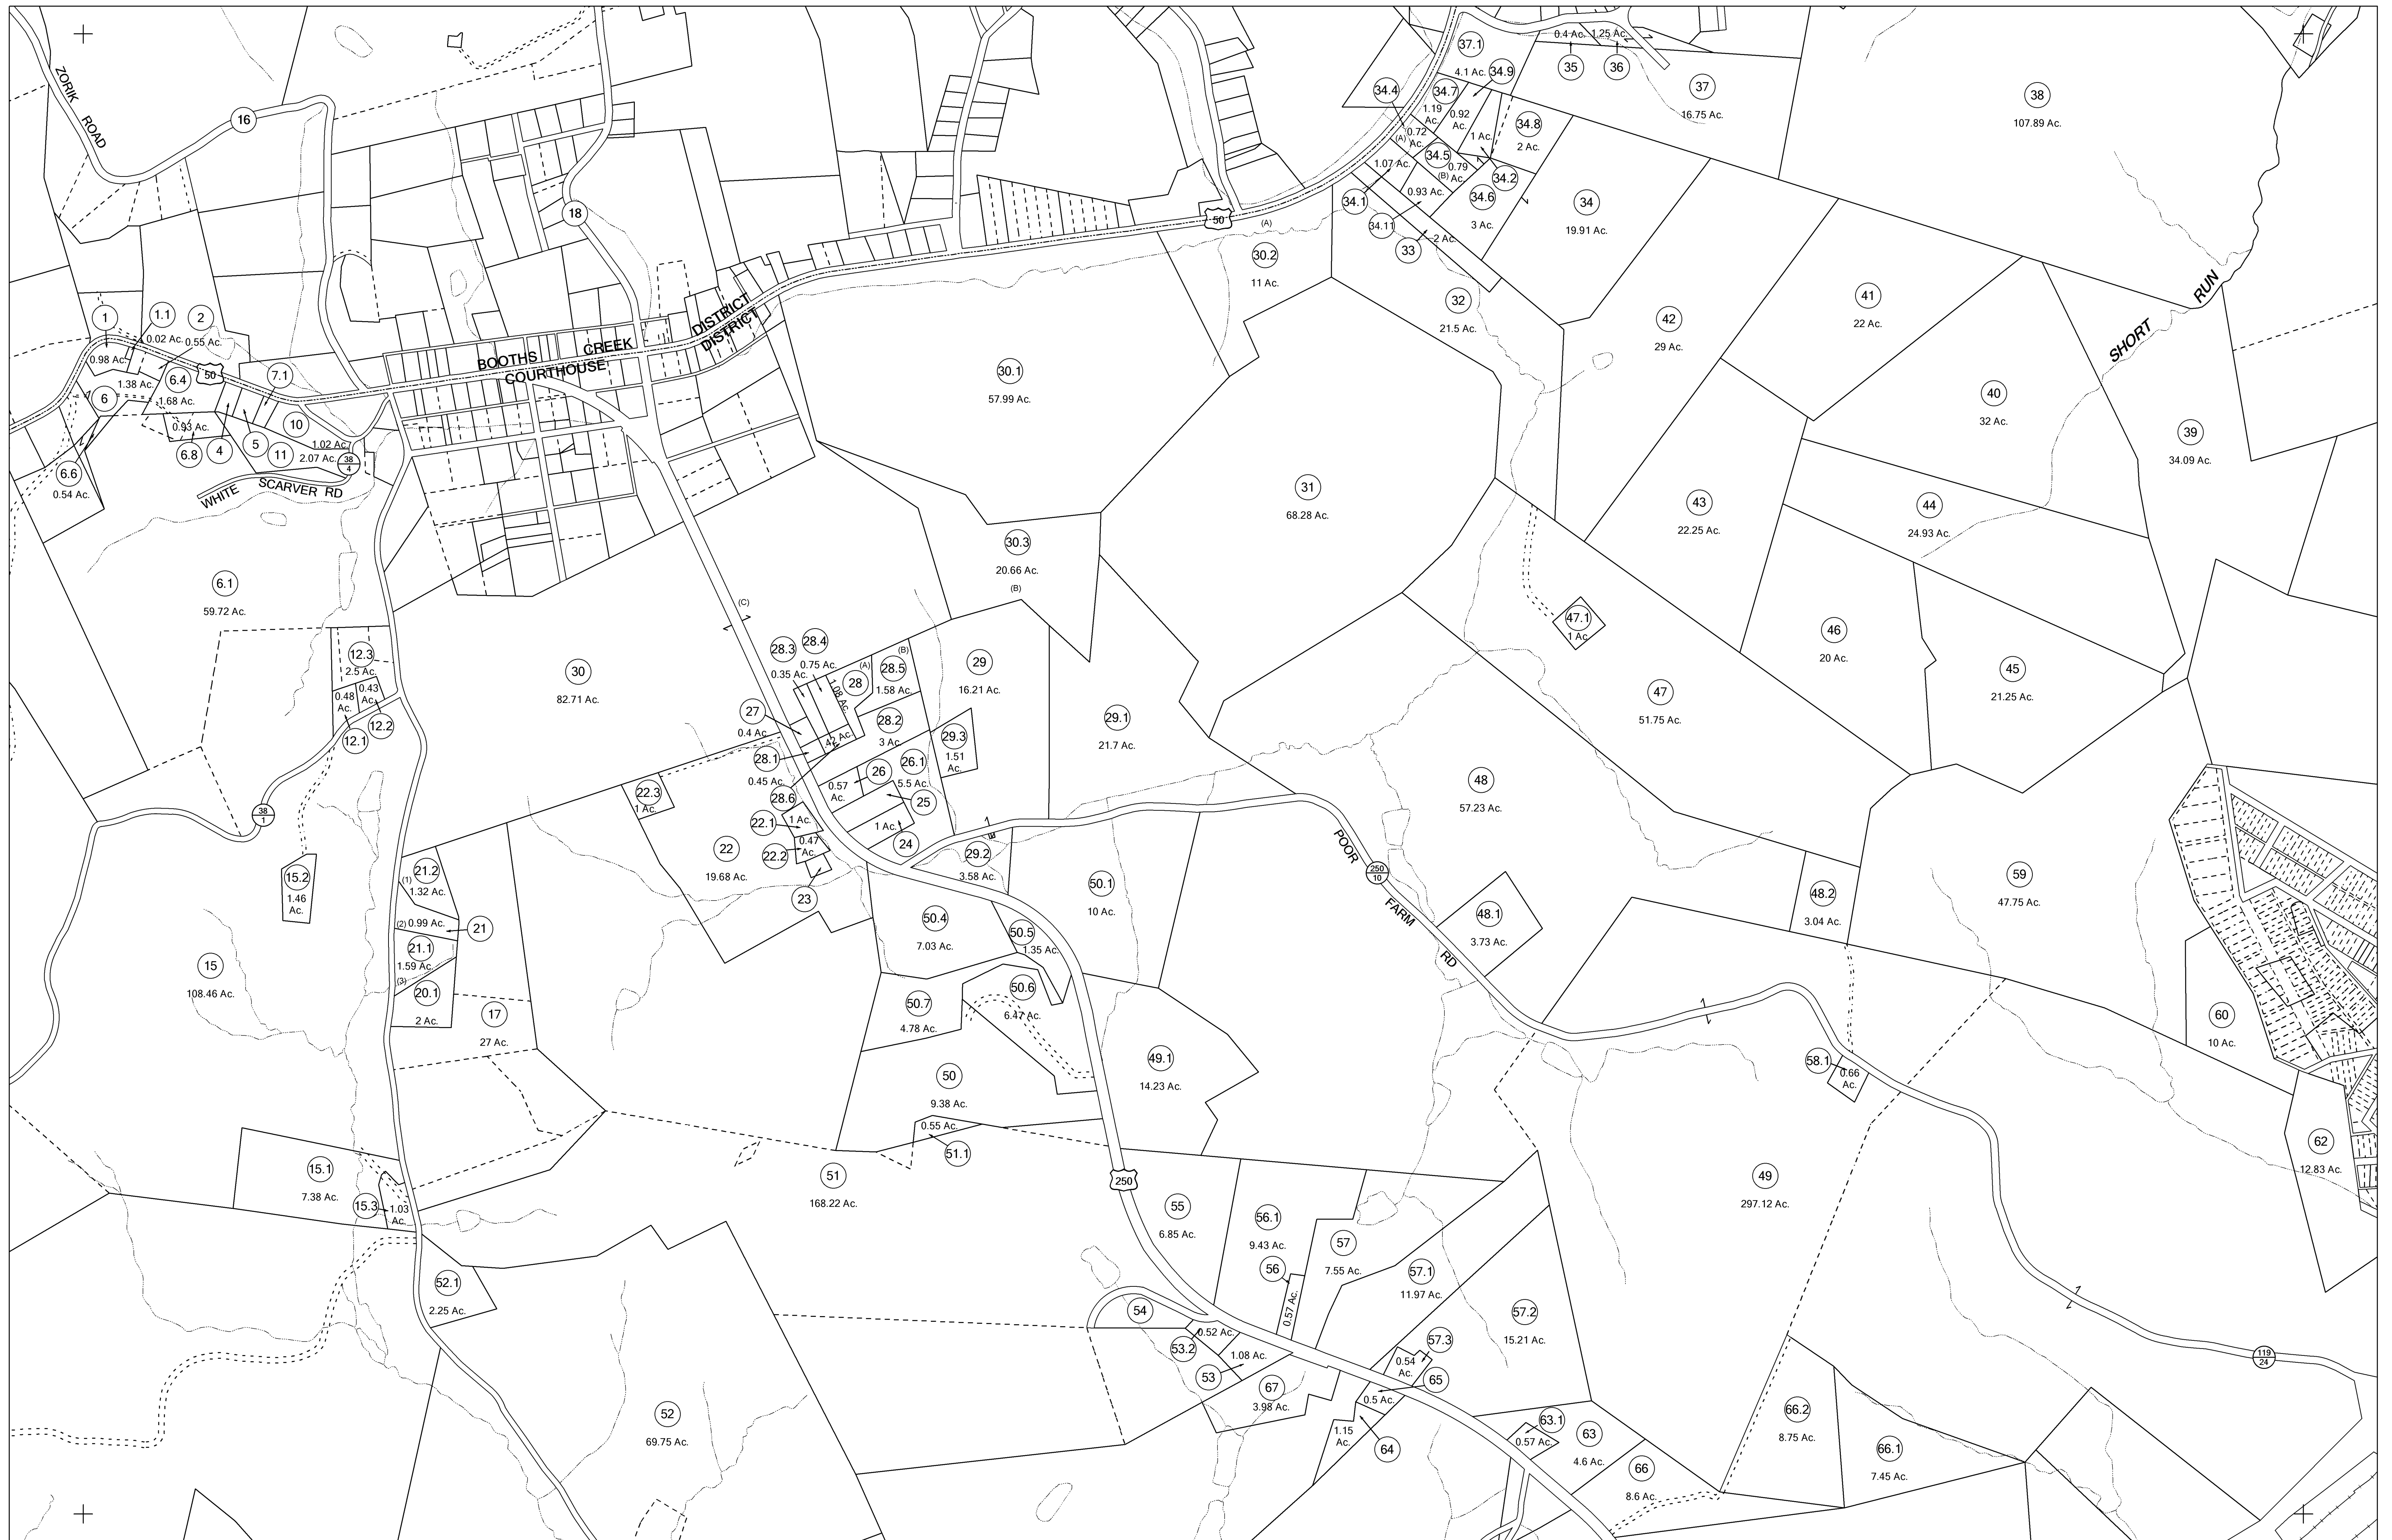 ZORIK
ROAD
16
18
37.1
4.1 Ac.
34.9
0.4 Ac.
1.25 Ac.
35
36
37
16.75 Ac.
38
107.89 Ac.
34.4
34.7
1.19
Ac.
0.92
Ac.
1 Ac.
34.8
2 Ac.
0.72
Ac.
(A)
34.5
0.79
Ac.
(B)
34.2
1.07 Ac.
0.93 Ac.
34.6
3 Ac.
34.1
34.11
33
2 Ac.
34
19.91 Ac.
50
(A)
30.2
11 Ac.
32
21.5 Ac.
42
29 Ac.
41
22 Ac.
SHORT
RUN
1
1.1
2
0.02 Ac.
0.55 Ac.
0.98 Ac.
1.38 Ac.
6.4
1.68 Ac.
50
7.1
6
0.93 Ac.
6.8
4
5
10
1.02 Ac.
11
2.07 Ac.
38
4
6.6
0.54 Ac.
WHITE
SCARVER RD
BOOTHS
CREEK
DISTRICT
COURTHOUSE
DISTRICT
30.1
57.99 Ac.
40
32 Ac.
39
34.09 Ac.
31
68.28 Ac.
43
22.25 Ac.
44
24.93 Ac.
30.3
20.66 Ac.
(B)
6.1
59.72 Ac.
(C)
47.1
1 Ac.
46
20 Ac.
45
21.25 Ac.
12.3
2.5 Ac.
0.48
Ac.
0.43
Ac.
12.2
12.1
30
82.71 Ac.
28.3
28.4
0.75 Ac.
0.35 Ac.
(A)
28
1.08 Ac.
(B)
28.5
1.58 Ac.
29
16.21 Ac.
47
51.75 Ac.
27
0.4 Ac.
.42 Ac.
28.2
3 Ac.
29.3
1.51
Ac.
29.1
21.7 Ac.
28.1
0.45 Ac.
26
0.57
Ac.
26.1
5.5 Ac.
25
28.6
1 Ac.
24
22.3
1 Ac.
22.1
1 Ac.
0.47
Ac.
22.2
23
22
19.68 Ac.
48
57.23 Ac.
38
1
29.2
3.58 Ac.
POOR
FARM
RD
250
10
50.1
10 Ac.
48.1
3.73 Ac.
48.2
3.04 Ac.
59
47.75 Ac.
15.2
1.46
Ac.
21.2
(1)
1.32 Ac.
(2)
0.99 Ac.
21
21.1
1.59 Ac.
(3)
20.1
2 Ac.
50.4
7.03 Ac.
50.5
1.35 Ac.
15
108.46 Ac.
17
27 Ac.
50.7
4.78 Ac.
50.6
6.47 Ac.
60
10 Ac.
50
9.38 Ac.
49.1
14.23 Ac.
58.1
0.66
Ac.
0.55 Ac.
51.1
62
12.83 Ac.
15.1
7.38 Ac.
15.3
1.03
Ac.
51
168.22 Ac.
250
49
297.12 Ac.
55
6.85 Ac.
56.1
9.43 Ac.
57
7.55 Ac.
56
0.57 Ac.
57.1
11.97 Ac.
57.2
15.21 Ac.
52.1
2.25 Ac.
54
0.52 Ac.
53.2
1.08 Ac.
53
57.3
0.54
Ac.
65
0.5 Ac.
67
3.98 Ac.
1.15
Ac.
64
119
24
52
69.75 Ac.
63.1
0.57 Ac.
63
4.6 Ac.
66.2
8.75 Ac.
66.1
7.45 Ac.
66
8.6 Ac.